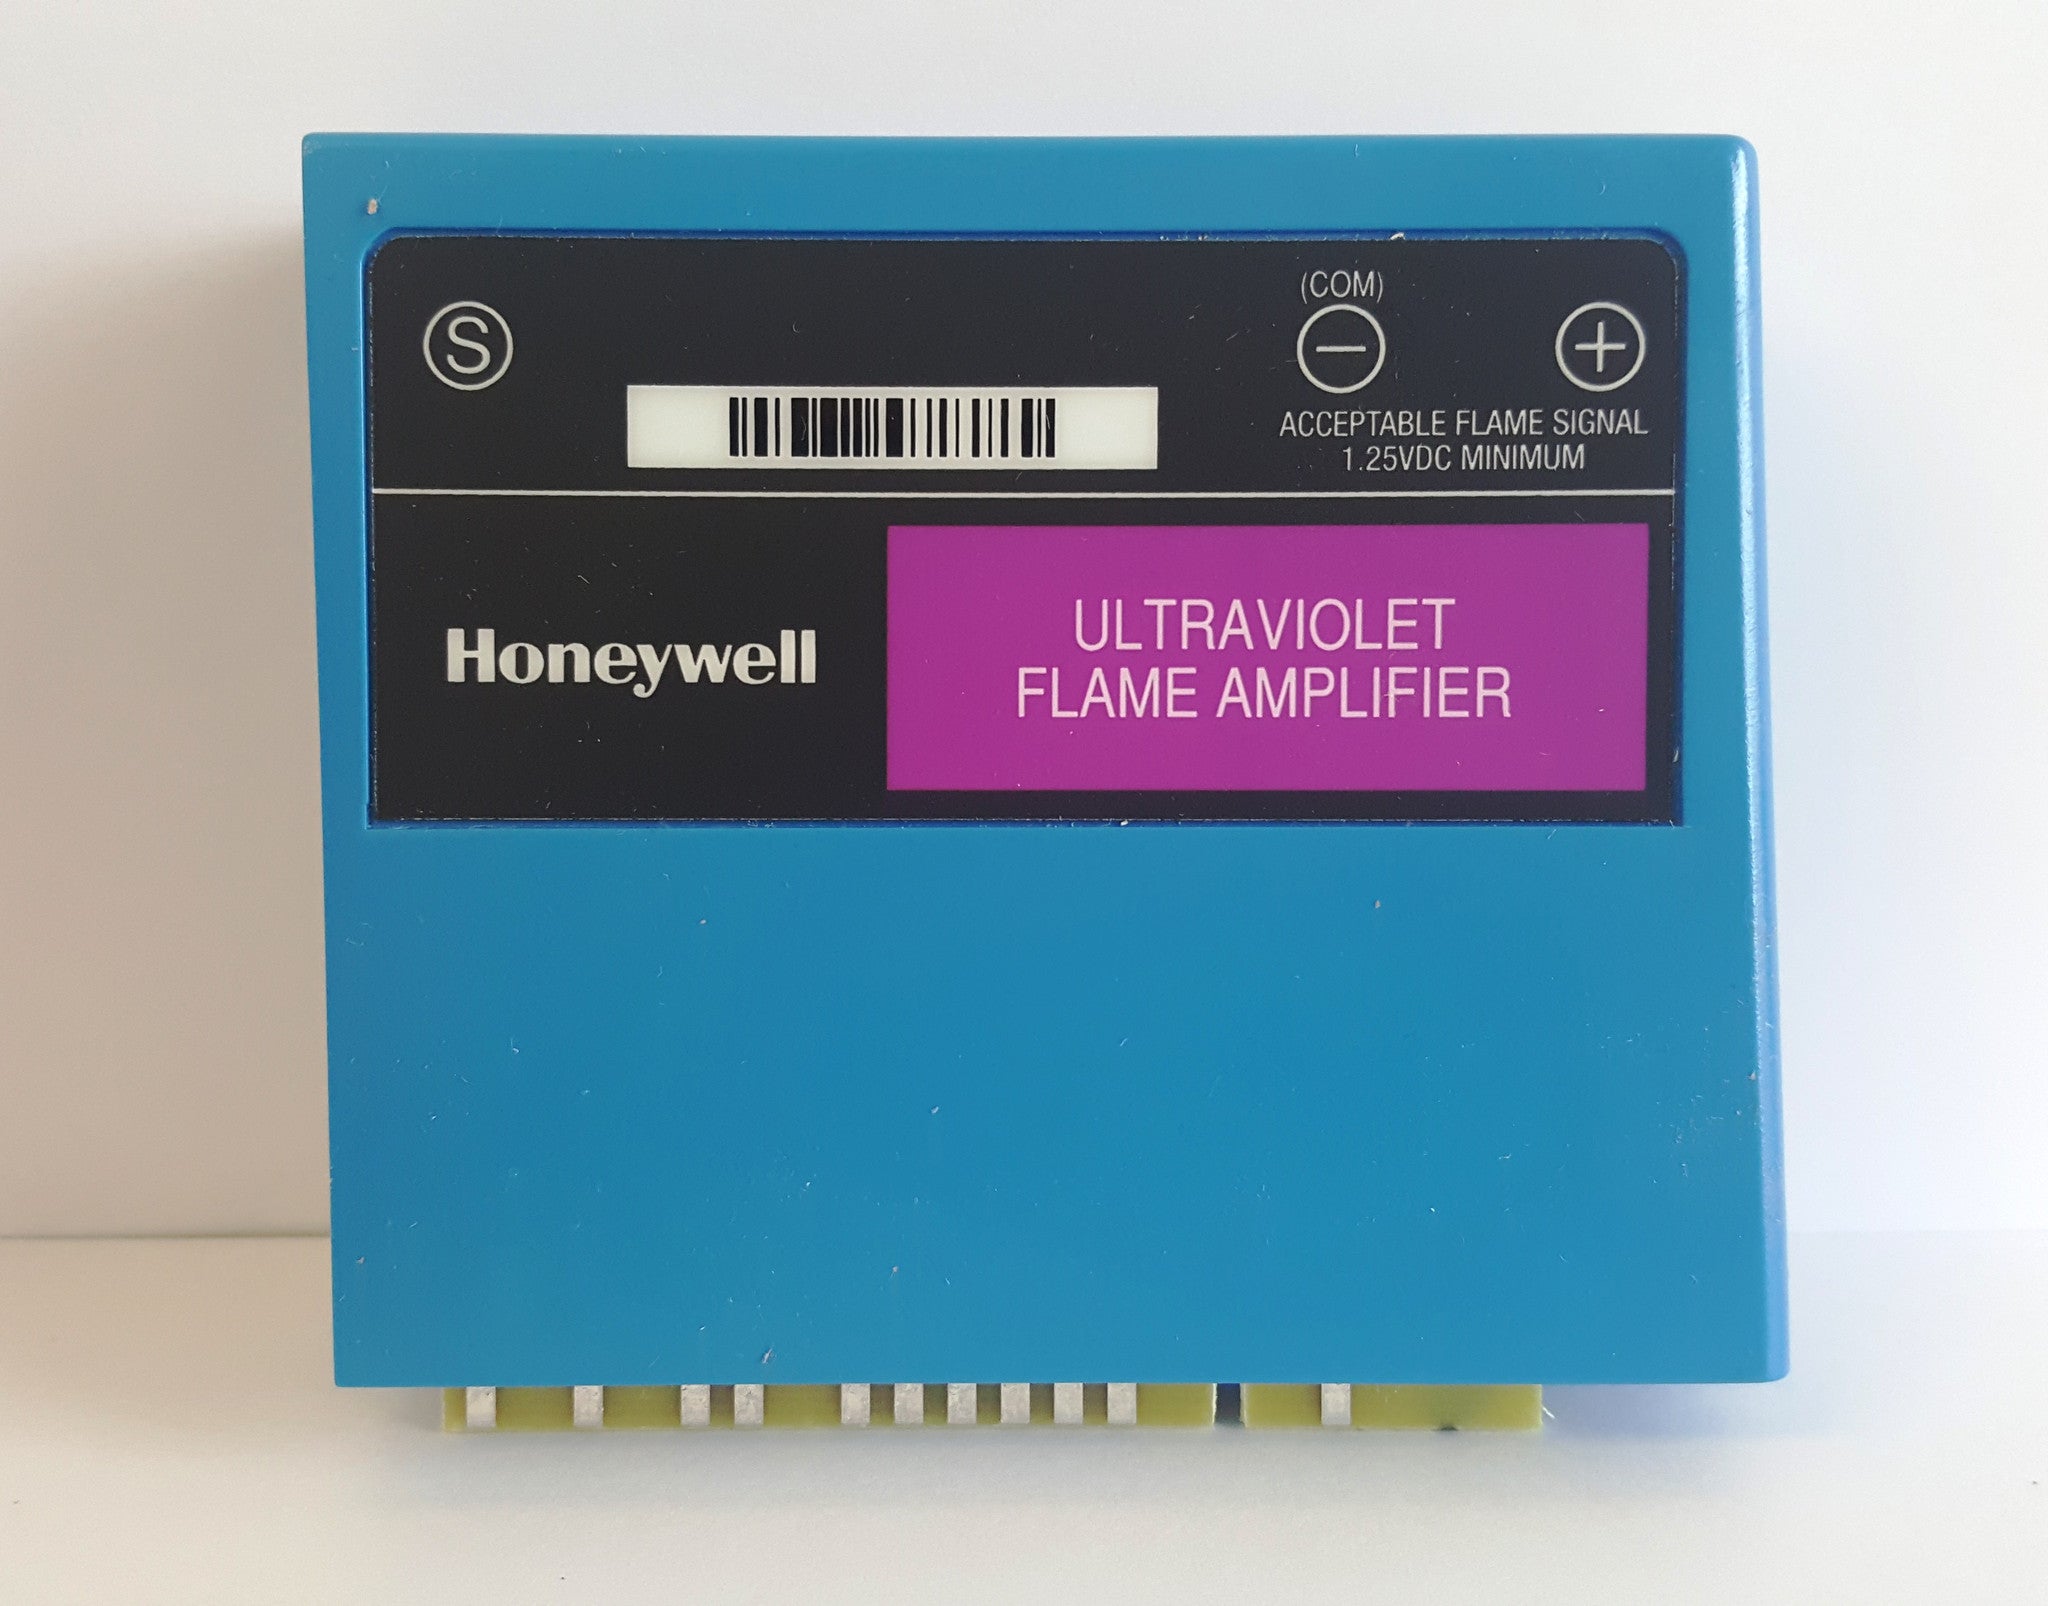 S
(COM)
− +
ACCEPTABLE FLAME SIGNAL
1.25VDC MINIMUM
Honeywell
ULTRAVIOLET
FLAME AMPLIFIER